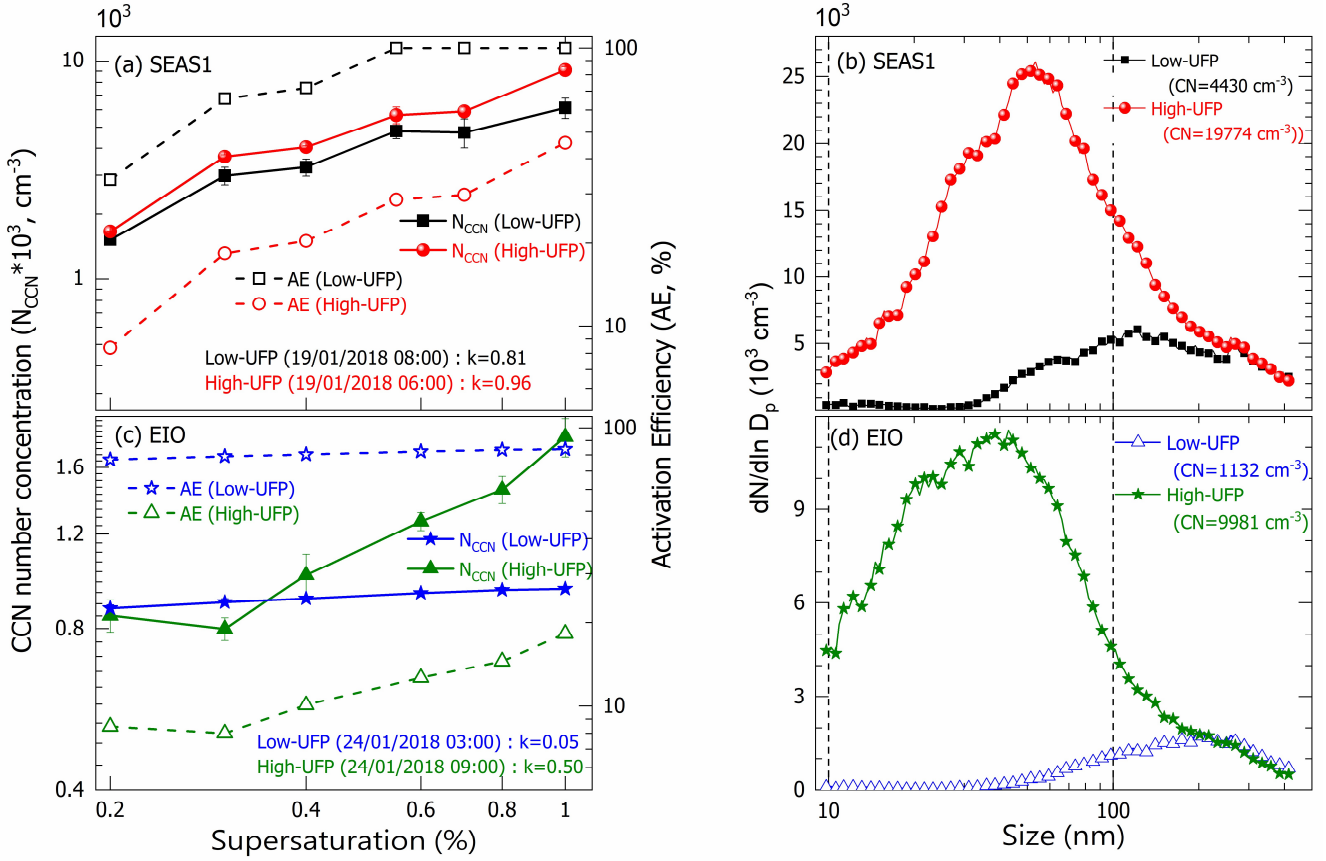 10³
(a) SEAS1
10
1
100
10
N_CCN (Low-UFP)
N_CCN (High-UFP)
AE (Low-UFP)
AE (High-UFP)
Low-UFP (19/01/2018 08:00) : k=0.81
High-UFP (19/01/2018 06:00) : k=0.96
CCN number concentration (N_CCN*10³, cm⁻³)
Activation Efficiency (AE, %)
(c) EIO
1.6
1.2
0.8
0.4
100
10
AE (Low-UFP)
AE (High-UFP)
N_CCN (Low-UFP)
N_CCN (High-UFP)
Low-UFP (24/01/2018 03:00) : k=0.05
High-UFP (24/01/2018 09:00) : k=0.50
0.2 0.4 0.6 0.8 1
Supersaturation (%)
10³
(b) SEAS1
25
20
15
10
5
Low-UFP
(CN=4430 cm⁻³)
High-UFP
(CN=19774 cm⁻³))
dN/dln D_p (10³ cm⁻³)
(d) EIO
9
6
3
0
Low-UFP
(CN=1132 cm⁻³)
High-UFP
(CN=9981 cm⁻³)
10 100
Size (nm)